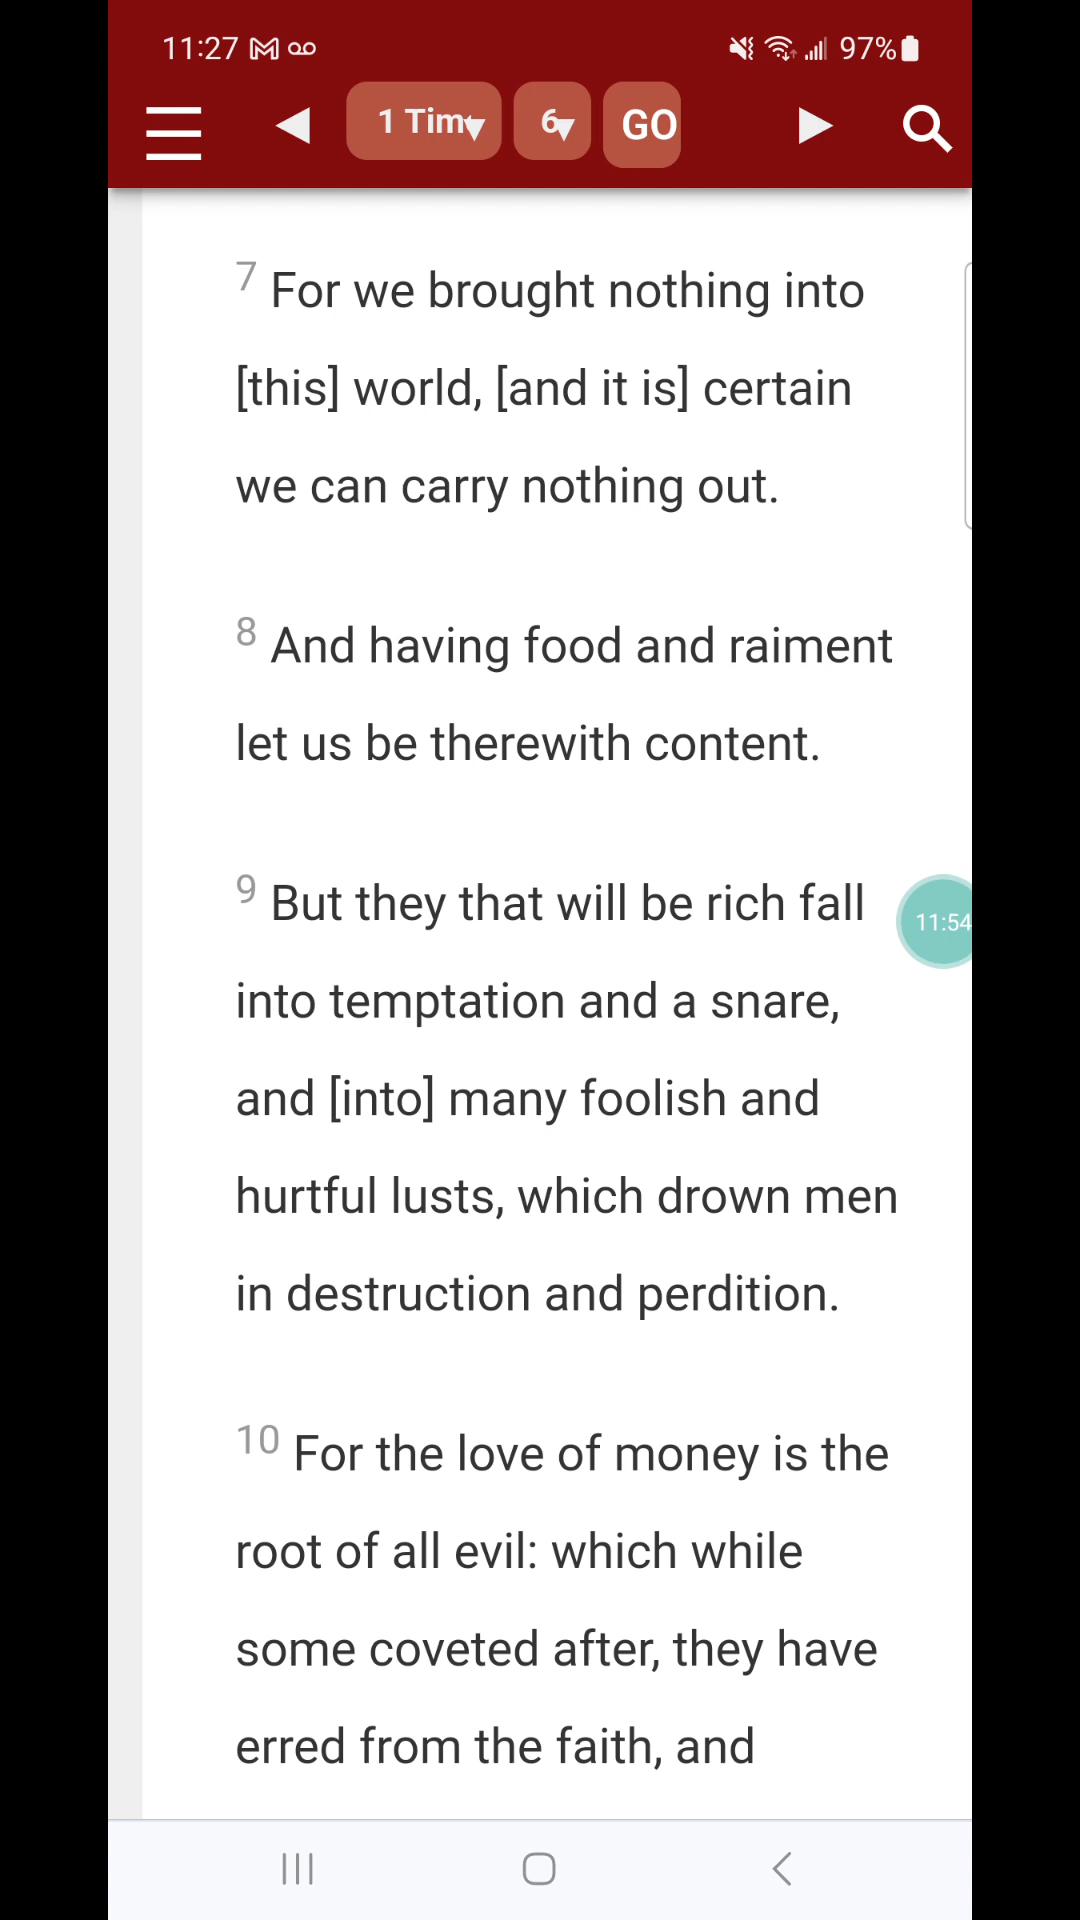 11:27 97%
1 Tim 6 GO
7 For we brought nothing into
[this] world, [and it is] certain
we can carry nothing out.
8 And having food and raiment
let us be therewith content.
9 But they that will be rich fall
11:54
into temptation and a snare,
and [into] many foolish and
hurtful lusts, which drown men
in destruction and perdition.
10 For the love of money is the
root of all evil: which while
some coveted after, they have
erred from the faith, and